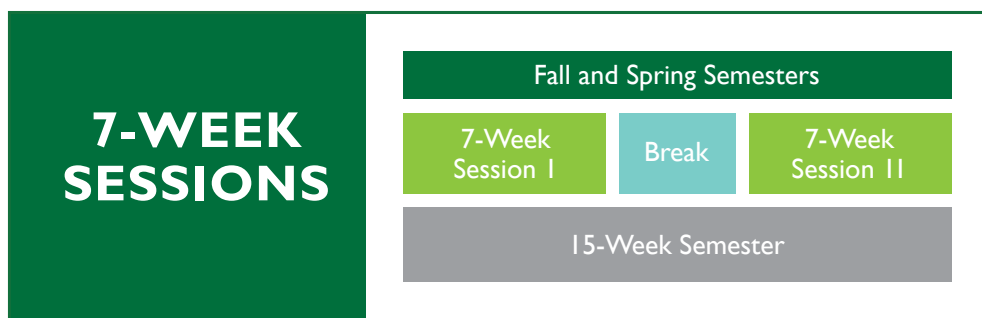 7-WEEK
SESSIONS
Fall and Spring Semesters
7-Week
Session I
Break
7-Week
Session II
15-Week Semester